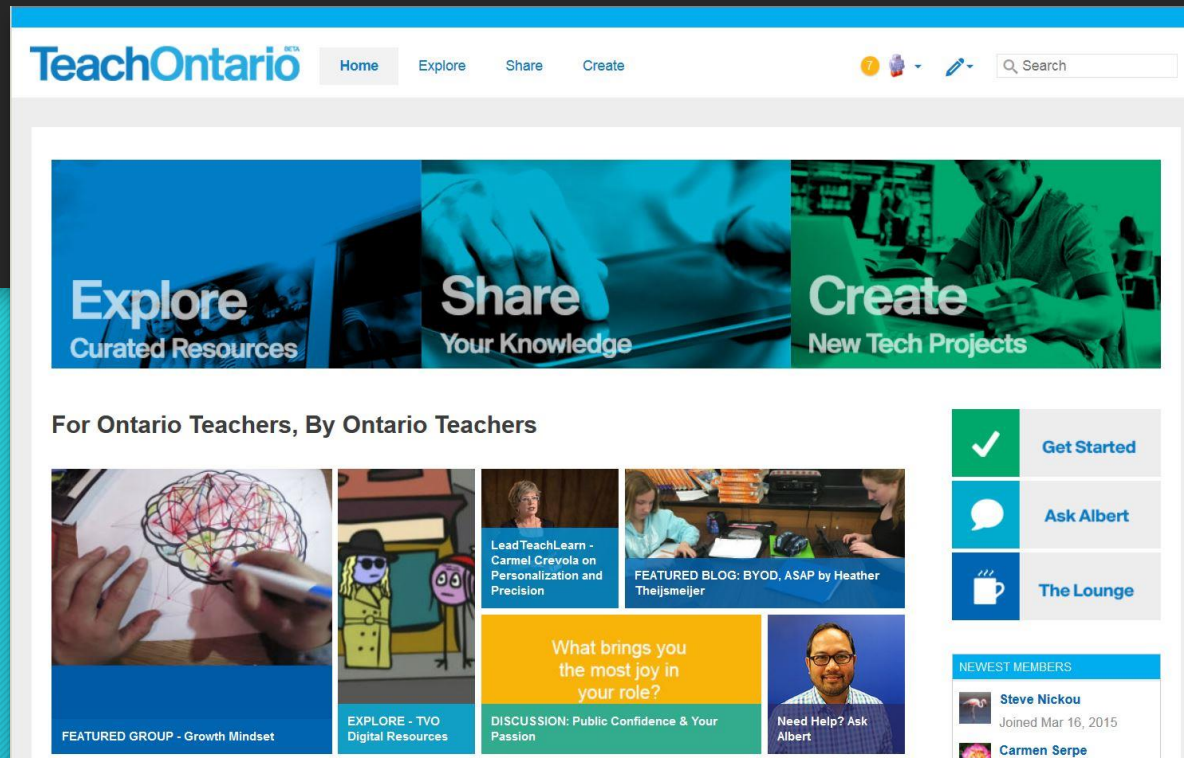 TeachOntario BETA
Home Explore Share Create 7 Search
Explore
Curated Resources
Share
Your Knowledge
Create
New Tech Projects
For Ontario Teachers, By Ontario Teachers
FEATURED GROUP - Growth Mindset
EXPLORE - TVO
Digital Resources
LeadTeachLearn -
Carmel Crevola on
Personalization and
Precision
FEATURED BLOG: BYOD, ASAP by Heather
Theijsmeijer
What brings you
the most joy in
your role?
DISCUSSION: Public Confidence & Your
Passion
Need Help? Ask
Albert
Get Started
Ask Albert
The Lounge
NEWEST MEMBERS
Steve Nickou
Joined Mar 16, 2015
Carmen Serpe